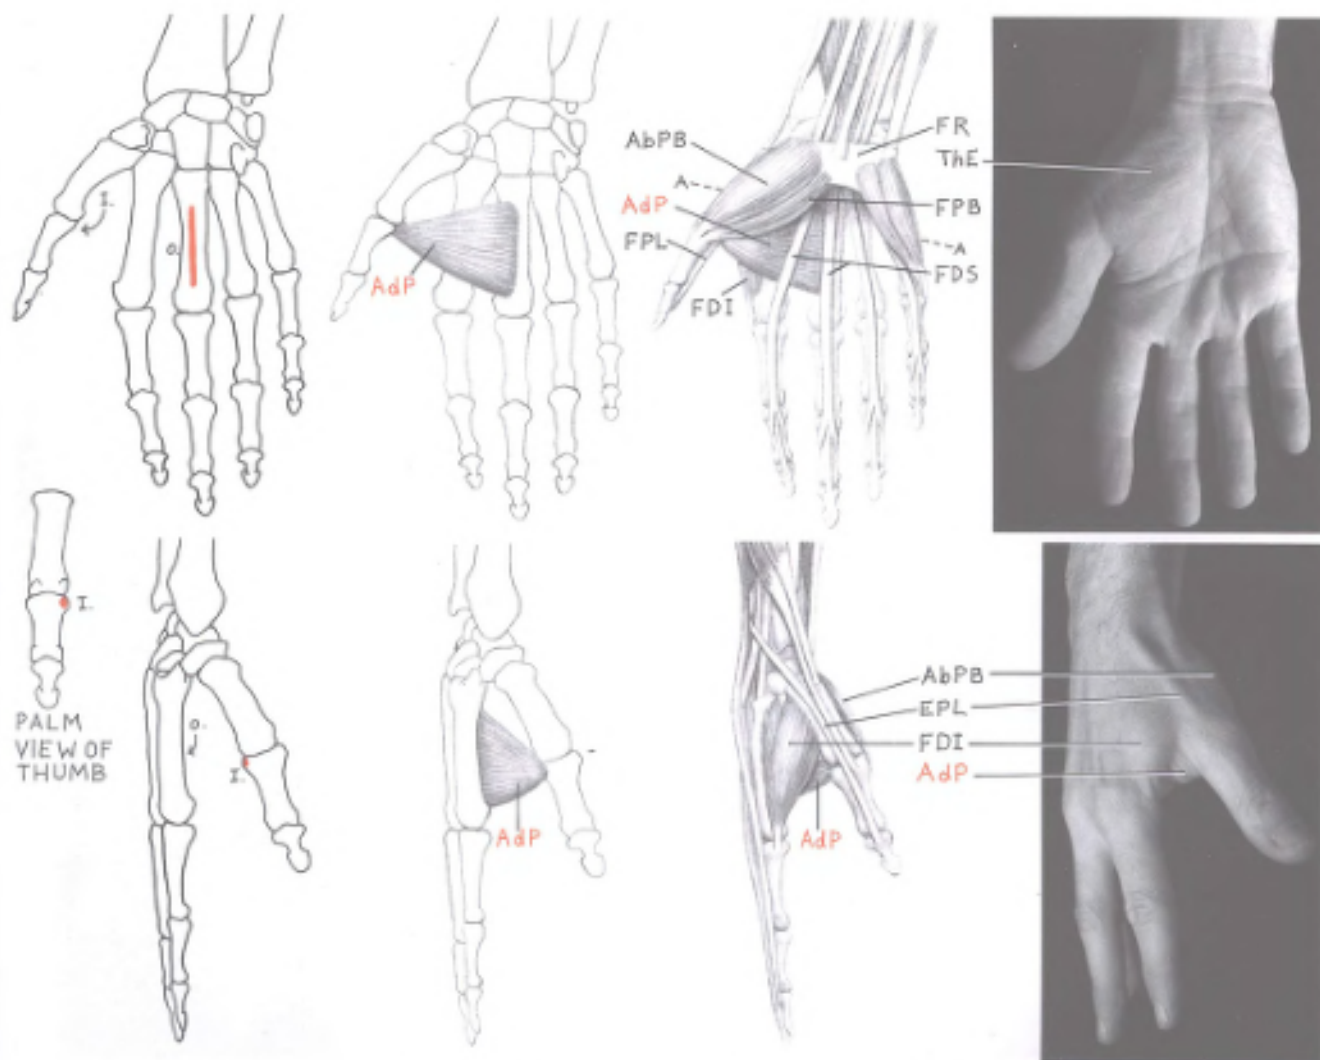 I.
O.
AdP
AbPB
A
AdP
FPL
FDI
FR
ThE
FPB
A
FDS
I.
PALM
VIEW OF
THUMB
O.
I.
AdP
AdP
AbPB
EPL
FDI
AdP